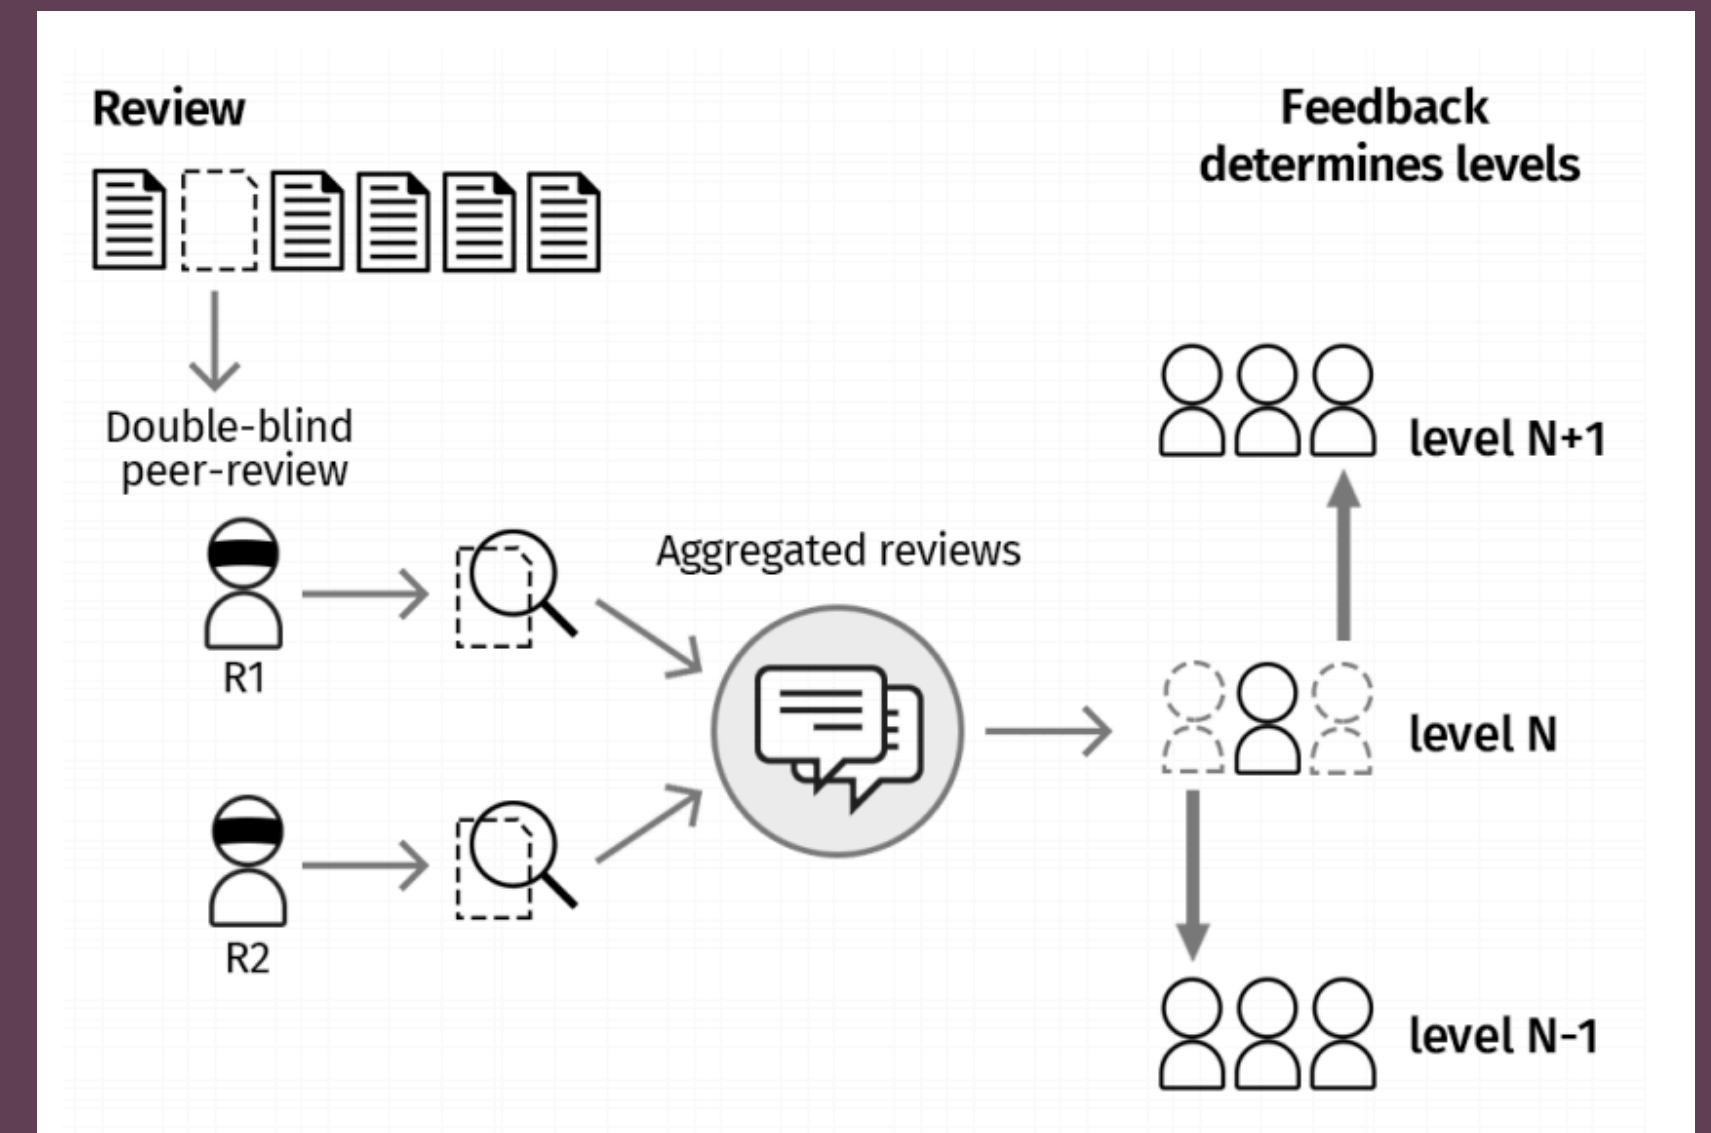 Review
Feedback
determines levels
Double-blind
peer-review
R1
Aggregated reviews
R2
level N+1
level N
level N-1